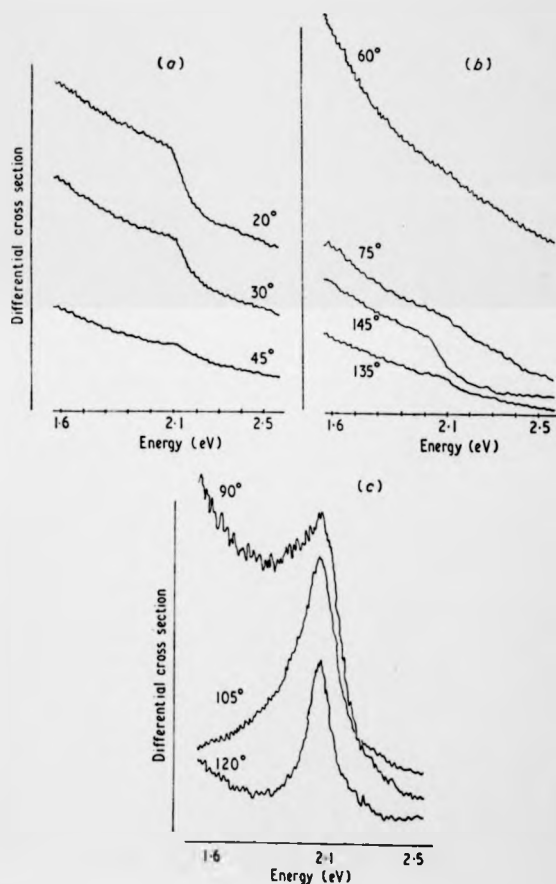 (a)
20°
30°
45°
Differential cross section
1·6
2·1
2·5
Energy (eV)
60°
(b)
75°
145°
135°
1·6
2·1
2·5
Energy (eV)
90°
(c)
105°
120°
Differential cross section
1·6
2·1
2·5
Energy (eV)